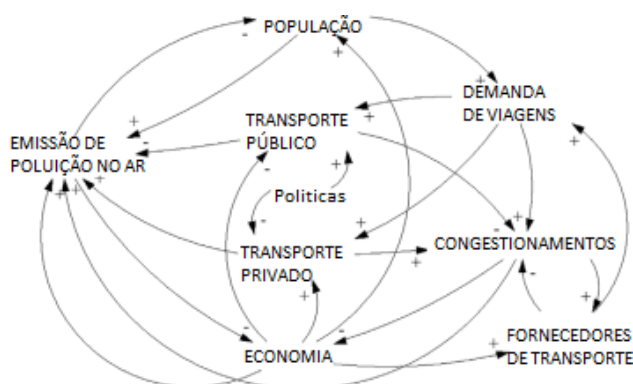 POPULAÇÃO
DEMANDA
DE VIAGENS
TRANSPORTE
PÚBLICO
EMISSÃO DE
POLUIÇÃO NO AR
Politicas
TRANSPORTE
PRIVADO
CONGESTIONAMENTOS
ECONOMIA
FORNECEDORES
DE TRANSPORTE